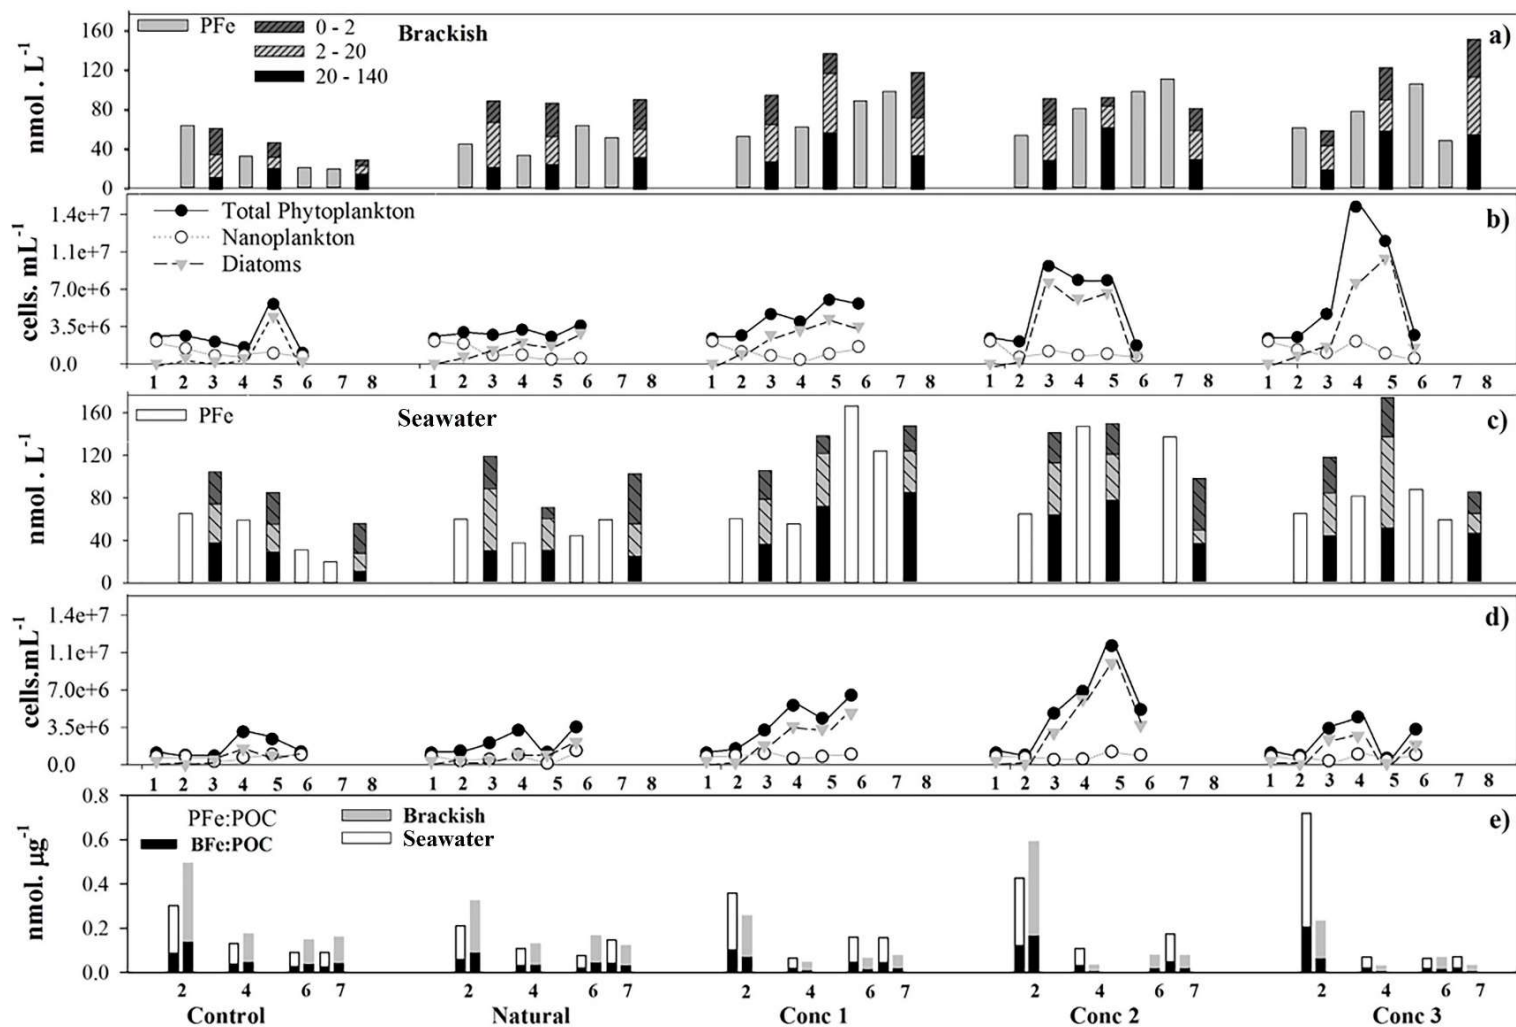 PFe
0 - 2
2 - 20
20 - 140
Brackish
a)
nmol . L-1
160
120
80
40
0
Total Phytoplankton
Nanoplankton
Diatoms
b)
cells. mL-1
1.4e+7
1.1e+7
7.0e+6
3.5e+6
0.0
1 2 3 4 5 6 7 8 1 2 3 4 5 6 7 8 1 2 3 4 5 6 7 8 1 2 3 4 5 6 7 8 1 2 3 4 5 6 7 8
PFe
Seawater
c)
nmol . L-1
160
120
80
40
0
d)
cells.mL-1
1.4e+7
1.1e+7
7.0e+6
3.5e+6
0.0
1 2 3 4 5 6 7 8 1 2 3 4 5 6 7 8 1 2 3 4 5 6 7 8 1 2 3 4 5 6 7 8 1 2 3 4 5 6 7 8
PFe:POC
BFe:POC
Brackish
Seawater
e)
nmol. µg-1
0.8
0.6
0.4
0.2
0.0
2 4 6 7 2 4 6 7 2 4 6 7 2 4 6 7 2 4 6 7
Control Natural Conc 1 Conc 2 Conc 3